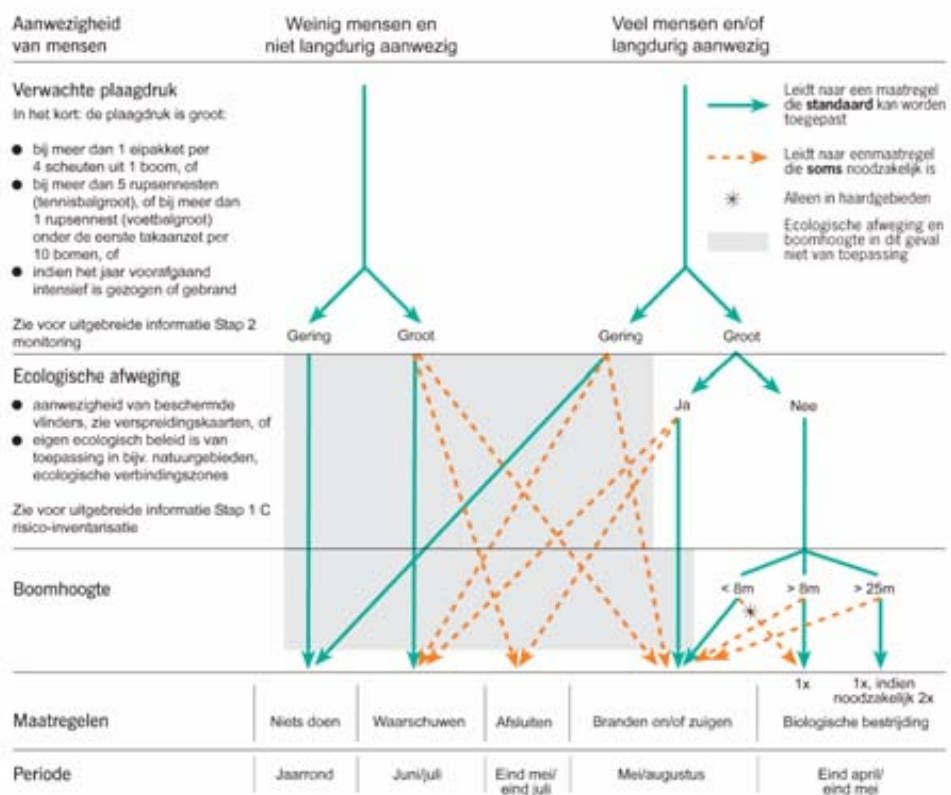 Aanwezigheid
van mensen
Weinig mensen en
niet langdurig aanwezig
Veel mensen en/of
langdurig aanwezig
Verwachte plaagdruk
In het kort: de plaagdruk is groot:
● bij meer dan 1 eipakket per
4 scheuten uit 1 boom, of
● bij meer dan 5 rupsennesten
(tennisbalgroot), of bij meer dan
1 rupsennest (voetbalgroot)
onder de eerste takaanzet per
10 bomen, of
● indien het jaar voorafgaand
intensief is gezogen of gebrand
Zie voor uitgebreide informatie Stap 2
monitoring
Leidt naar een maatregel
die standaard kan worden
toegepast
Leidt naar eenmaatregel
die soms noodzakelijk is
✳ Alleen in haardgebieden
Ecologische afweging en
boomhoogte in dit geval
niet van toepassing
Gering
Groot
Gering
Groot
Ecologische afweging
● aanwezigheid van beschermde
vlinders, zie verspreidingskaarten, of
● eigen ecologisch beleid is van
toepassing in bijv. natuurgebieden,
ecologische verbindingszones
Zie voor uitgebreide informatie Stap 1 C
risico-inventarisatie
Ja
Nee
Boomhoogte
< 8m
> 8m
> 25m
✳
1x
1x, indien
noodzakelijk 2x
Maatregelen
Niets doen
Waarschuwen
Afsluiten
Branden en/of zuigen
Biologische bestrijding
Periode
Jaarrond
Juni/juli
Eind mei/
eind juli
Mei/augustus
Eind april/
eind mei